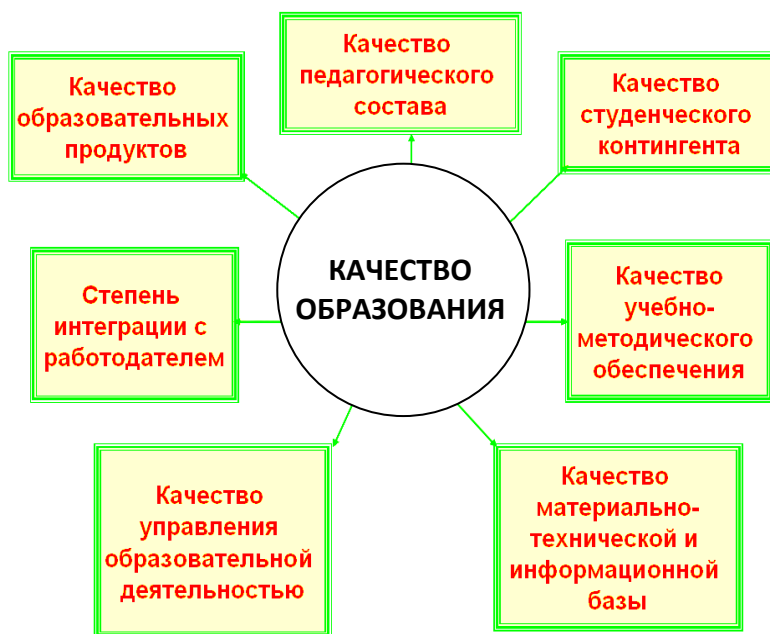 Качество
педагогического
состава
Качество
образовательных
продуктов
Качество
студенческого
контингента
КАЧЕСТВО
ОБРАЗОВАНИЯ
Степень
интеграции с
работодателем
Качество
учебно-
методического
обеспечения
Качество
управления
образовательной
деятельностью
Качество
материально-
технической и
информационной
базы